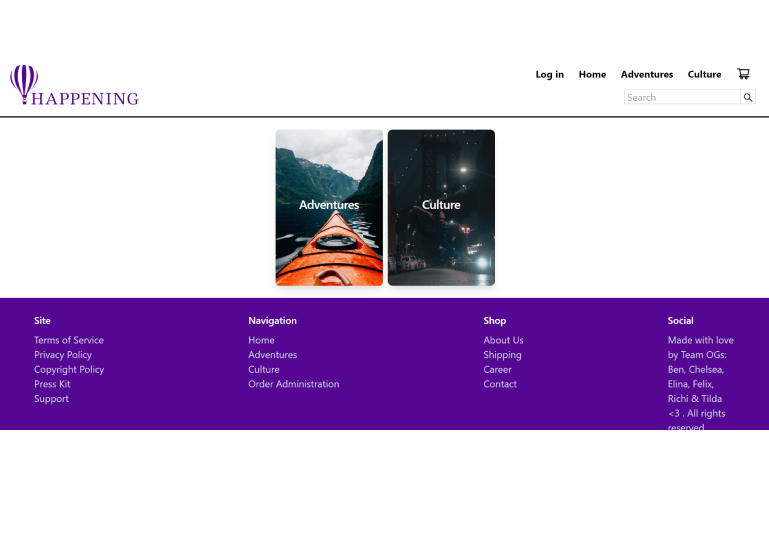 HAPPENING
Log in Home Adventures Culture
Search
Adventures
Culture
Site
Terms of Service
Privacy Policy
Copyright Policy
Press Kit
Support
Navigation
Home
Adventures
Culture
Order Administration
Shop
About Us
Shipping
Career
Contact
Social
Made with love
by Team OGs:
Ben, Chelsea,
Elina, Felix,
Richi & Tilda
<3 . All rights
reserved